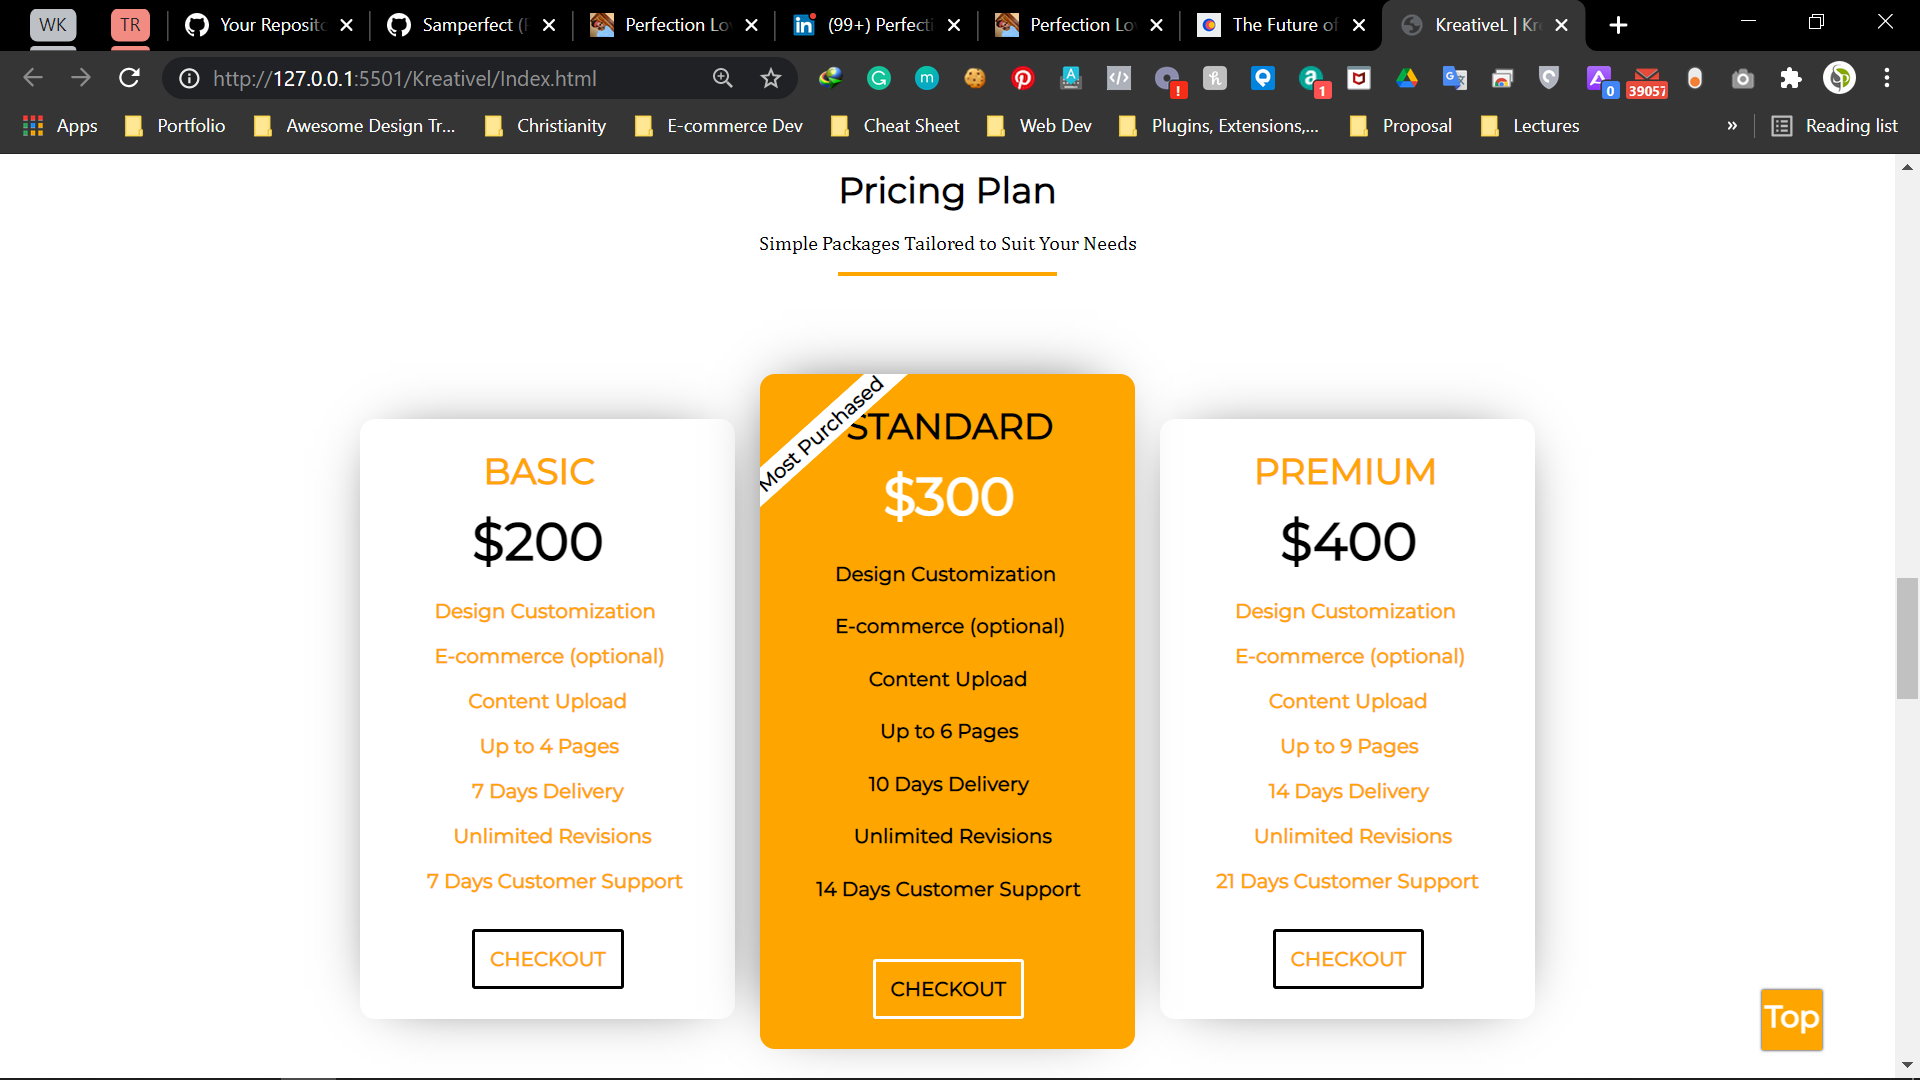 WK
TR
Your Reposito
Samperfect (
Perfection Lo
(99+) Perfecti
Perfection Lo
The Future of
KreativeL | Kr
http://127.0.0.1:5501/Kreativel/Index.html
1
0
39057
Apps
Portfolio
Awesome Design Tr...
Christianity
E-commerce Dev
Cheat Sheet
Web Dev
Plugins, Extensions,...
Proposal
Lectures
»
Reading list
Pricing Plan
Simple Packages Tailored to Suit Your Needs
BASIC
$200
Design Customization
E-commerce (optional)
Content Upload
Up to 4 Pages
7 Days Delivery
Unlimited Revisions
7 Days Customer Support
CHECKOUT
Most Purchased
STANDARD
$300
Design Customization
E-commerce (optional)
Content Upload
Up to 6 Pages
10 Days Delivery
Unlimited Revisions
14 Days Customer Support
CHECKOUT
PREMIUM
$400
Design Customization
E-commerce (optional)
Content Upload
Up to 9 Pages
14 Days Delivery
Unlimited Revisions
21 Days Customer Support
CHECKOUT
Top